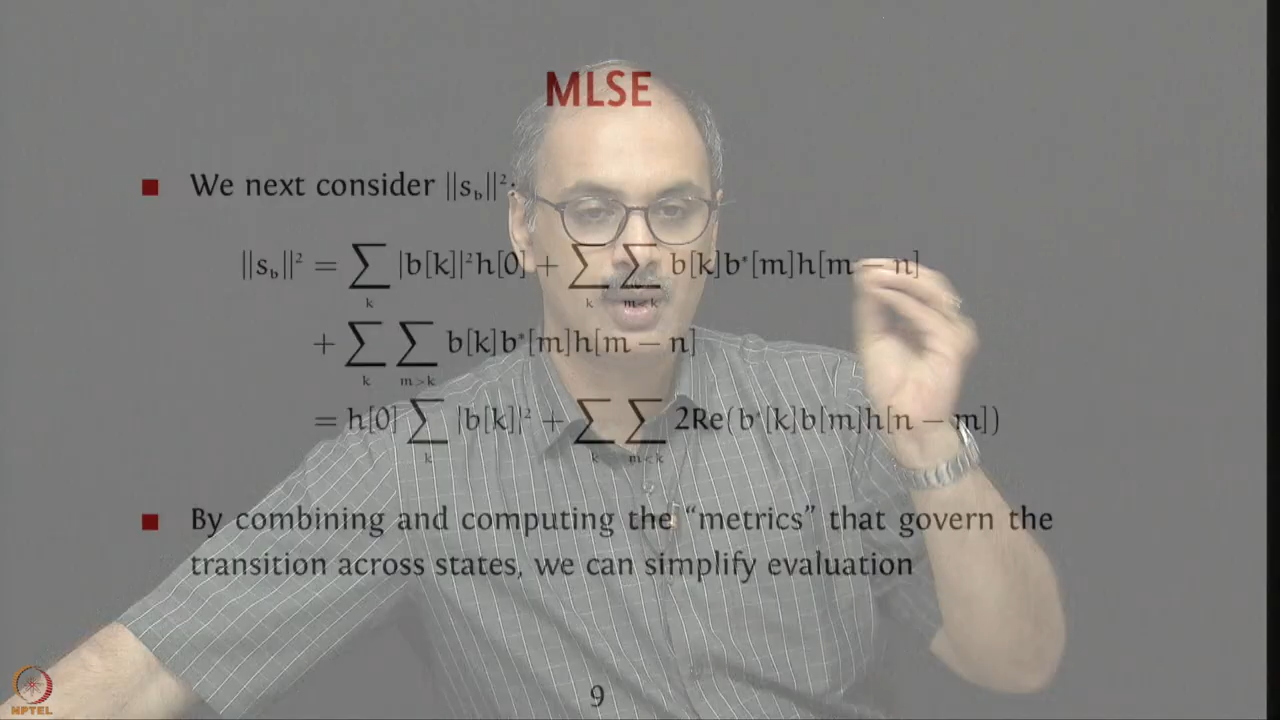 MLSE
We next consider ||s_b||²:
||s_b||² = ∑_k |b[k]|²h[0] + ∑_k ∑_{m<k} b[k]b*[m]h[m − n]
+ ∑_k ∑_{m>k} b[k]b*[m]h[m − n]
= h[0] ∑_k |b[k]|² + ∑_k ∑_{m<k} 2Re(b*[k]b[m]h[n − m])
By combining and computing the “metrics” that govern the
transition across states, we can simplify evaluation
9
NPTEL